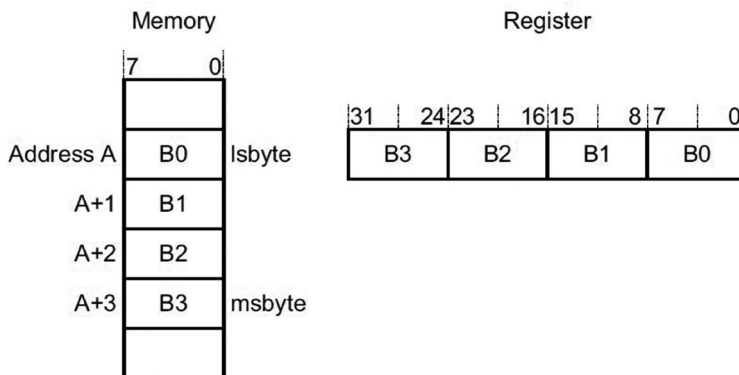 Memory
Register
7 0
31 24 23 16 15 8 7 0
Address A B0 lsbyte
B3 B2 B1 B0
A+1 B1
A+2 B2
A+3 B3 msbyte